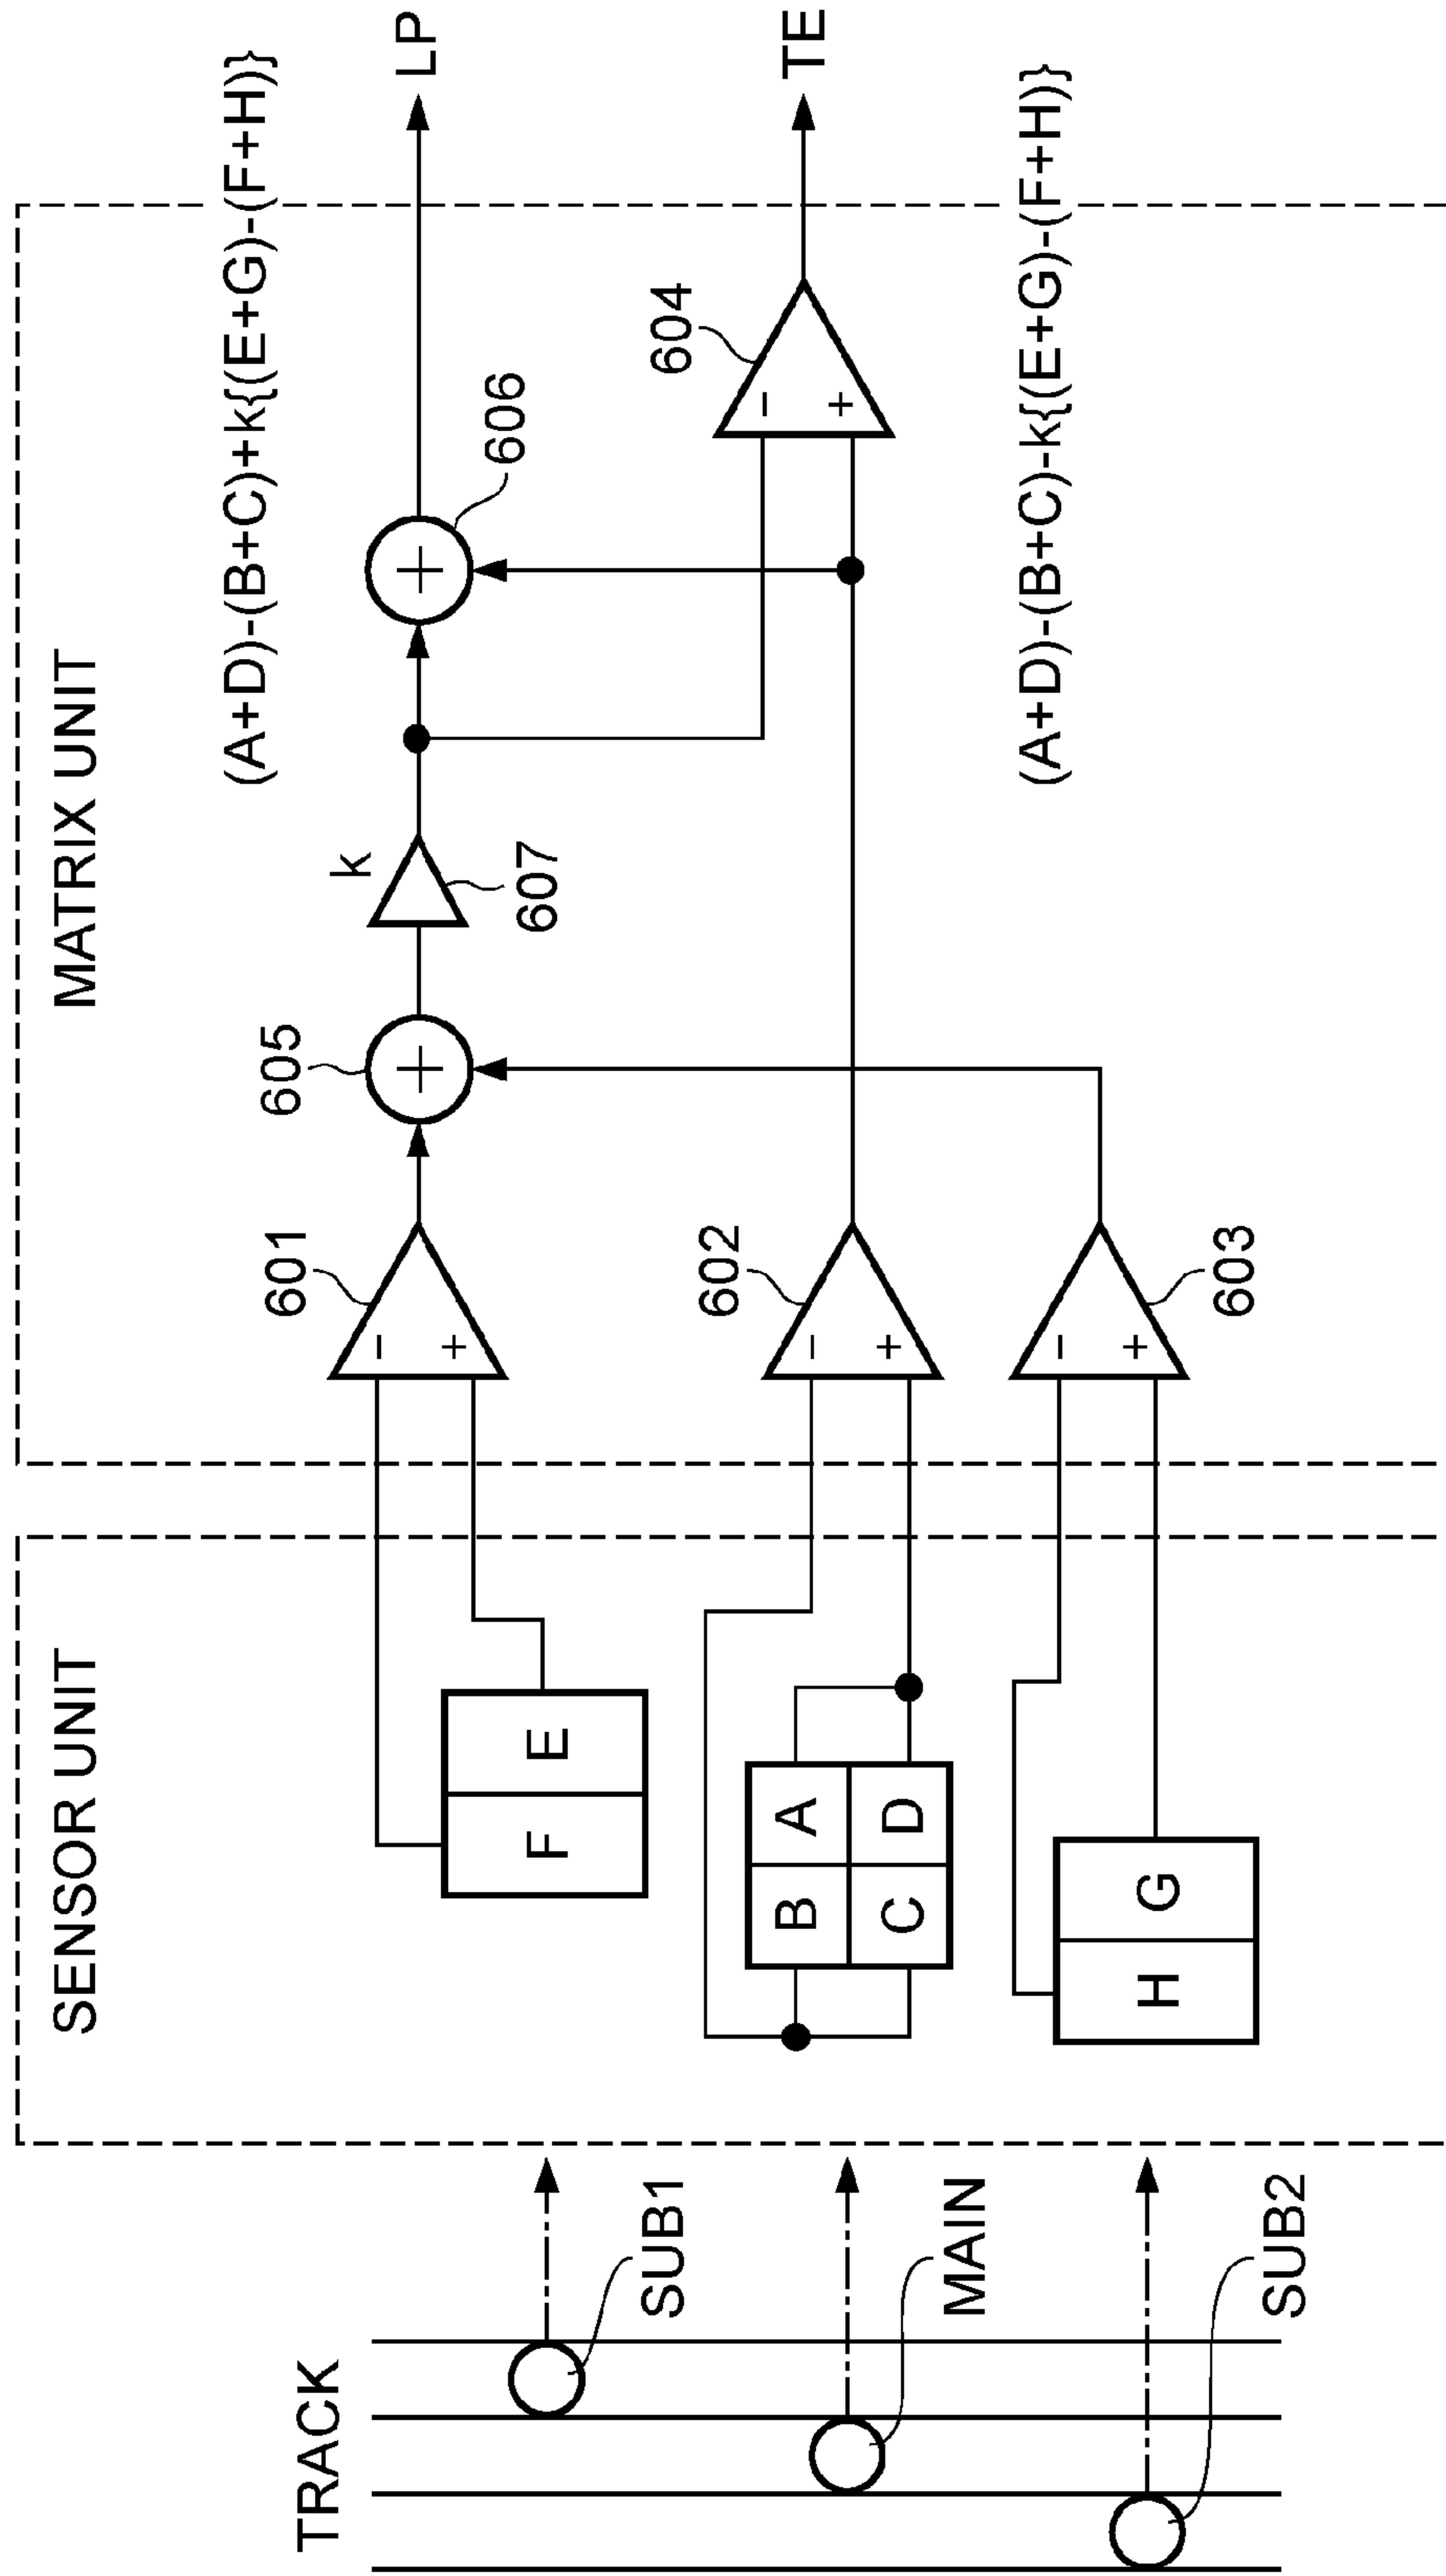 TRACK
SUB1
MAIN
SUB2
SENSOR UNIT
F
E
B
A
C
D
H
G
MATRIX UNIT
601
-
+
602
-
+
603
-
+
605
+
k
607
606
+
604
-
+
(A+D)-(B+C)+k{(E+G)-(F+H)}
LP
TE
(A+D)-(B+C)-k{(E+G)-(F+H)}